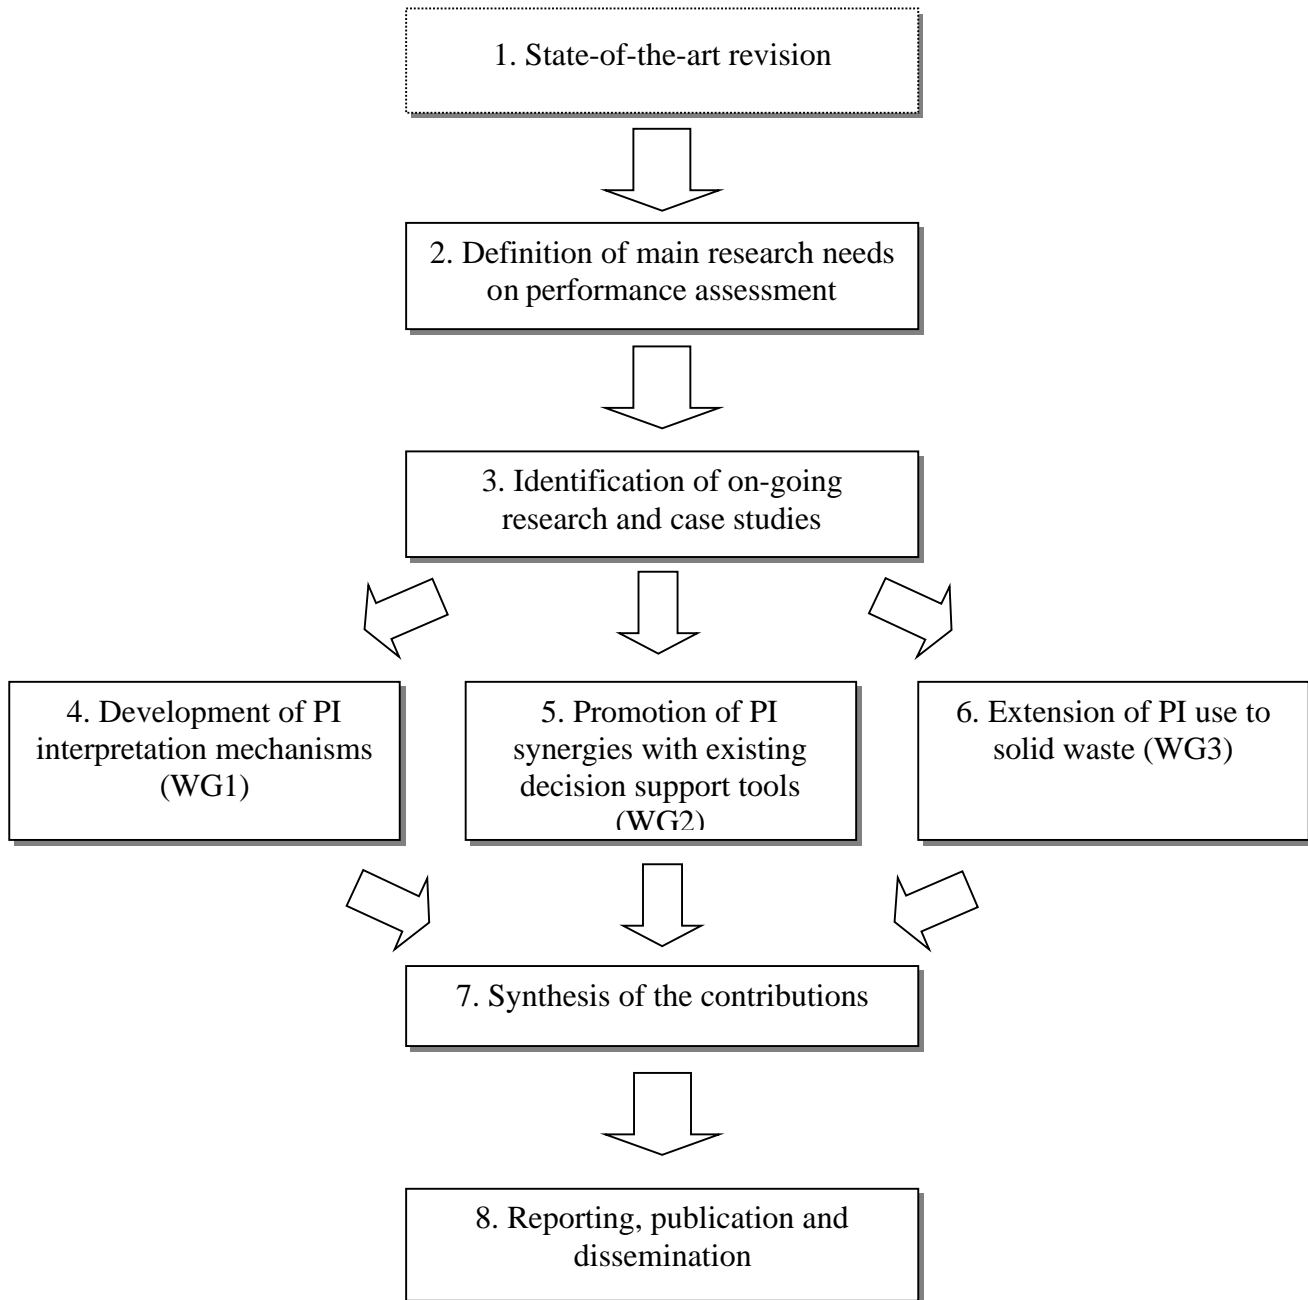 1. State-of-the-art revision
2. Definition of main research needs
on performance assessment
3. Identification of on-going
research and case studies
4. Development of PI
interpretation mechanisms
(WG1)
5. Promotion of PI
synergies with existing
decision support tools
(WG2)
6. Extension of PI use to
solid waste (WG3)
7. Synthesis of the contributions
8. Reporting, publication and
dissemination